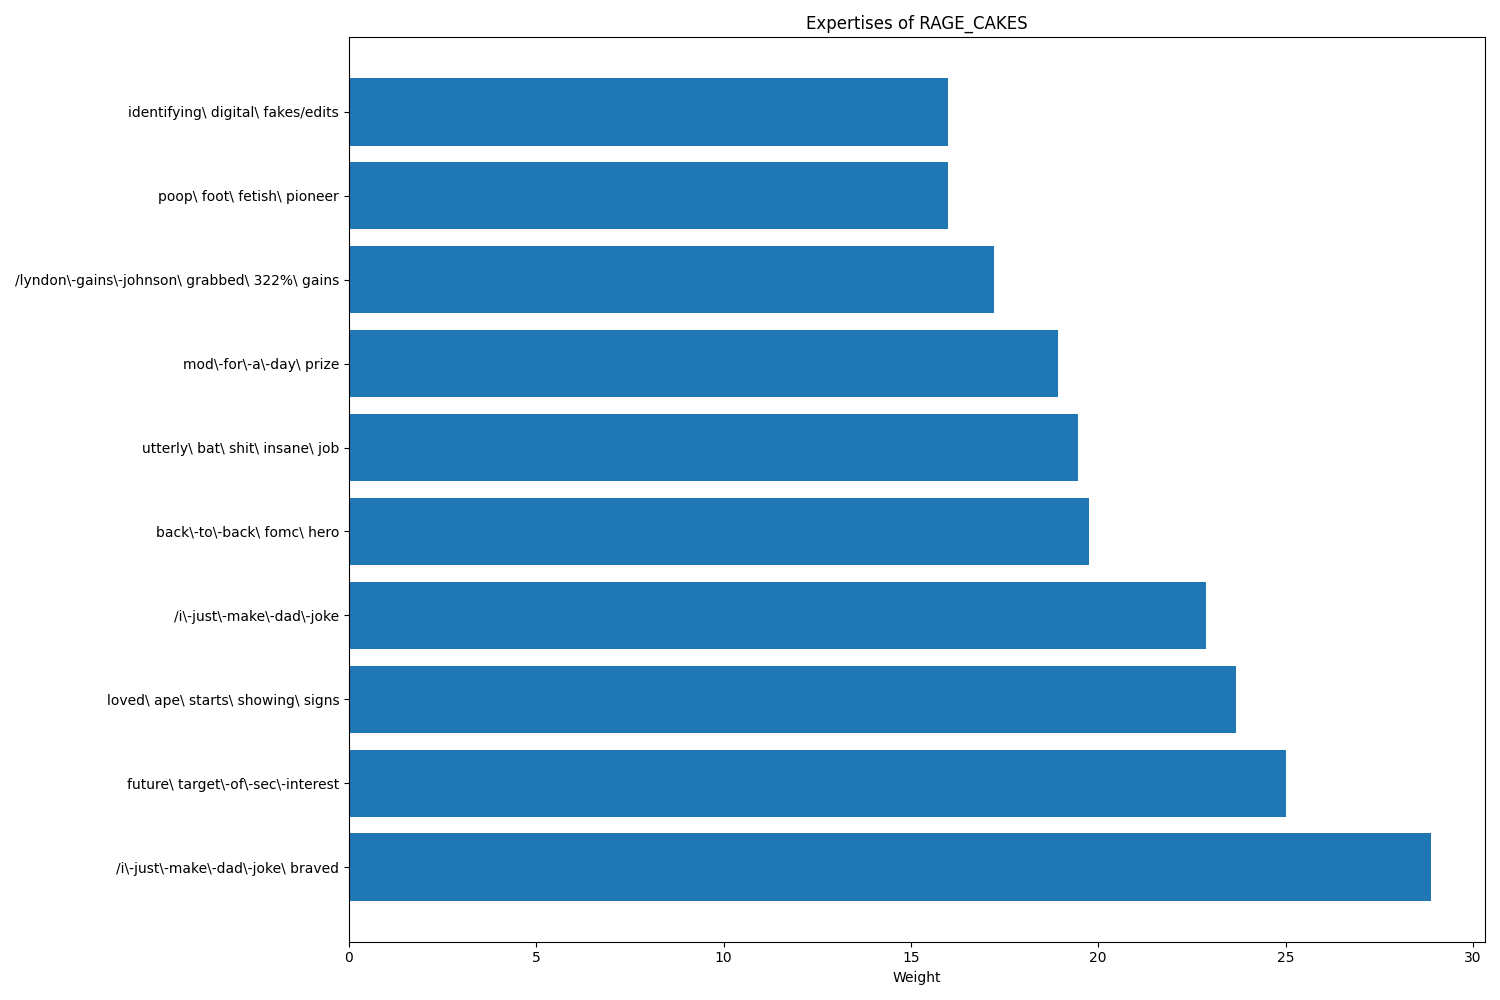 Expertises of RAGE_CAKES
identifying\ digital\ fakes/edits
poop\ foot\ fetish\ pioneer
/lyndon\-gains\-johnson\ grabbed\ 322%\ gains
mod\-for\-a\-day\ prize
utterly\ bat\ shit\ insane\ job
back\-to\-back\ fomc\ hero
/i\-just\-make\-dad\-joke
loved\ ape\ starts\ showing\ signs
future\ target\-of\-sec\-interest
/i\-just\-make\-dad\-joke\ braved
0 5 10 15 20 25 30
Weight